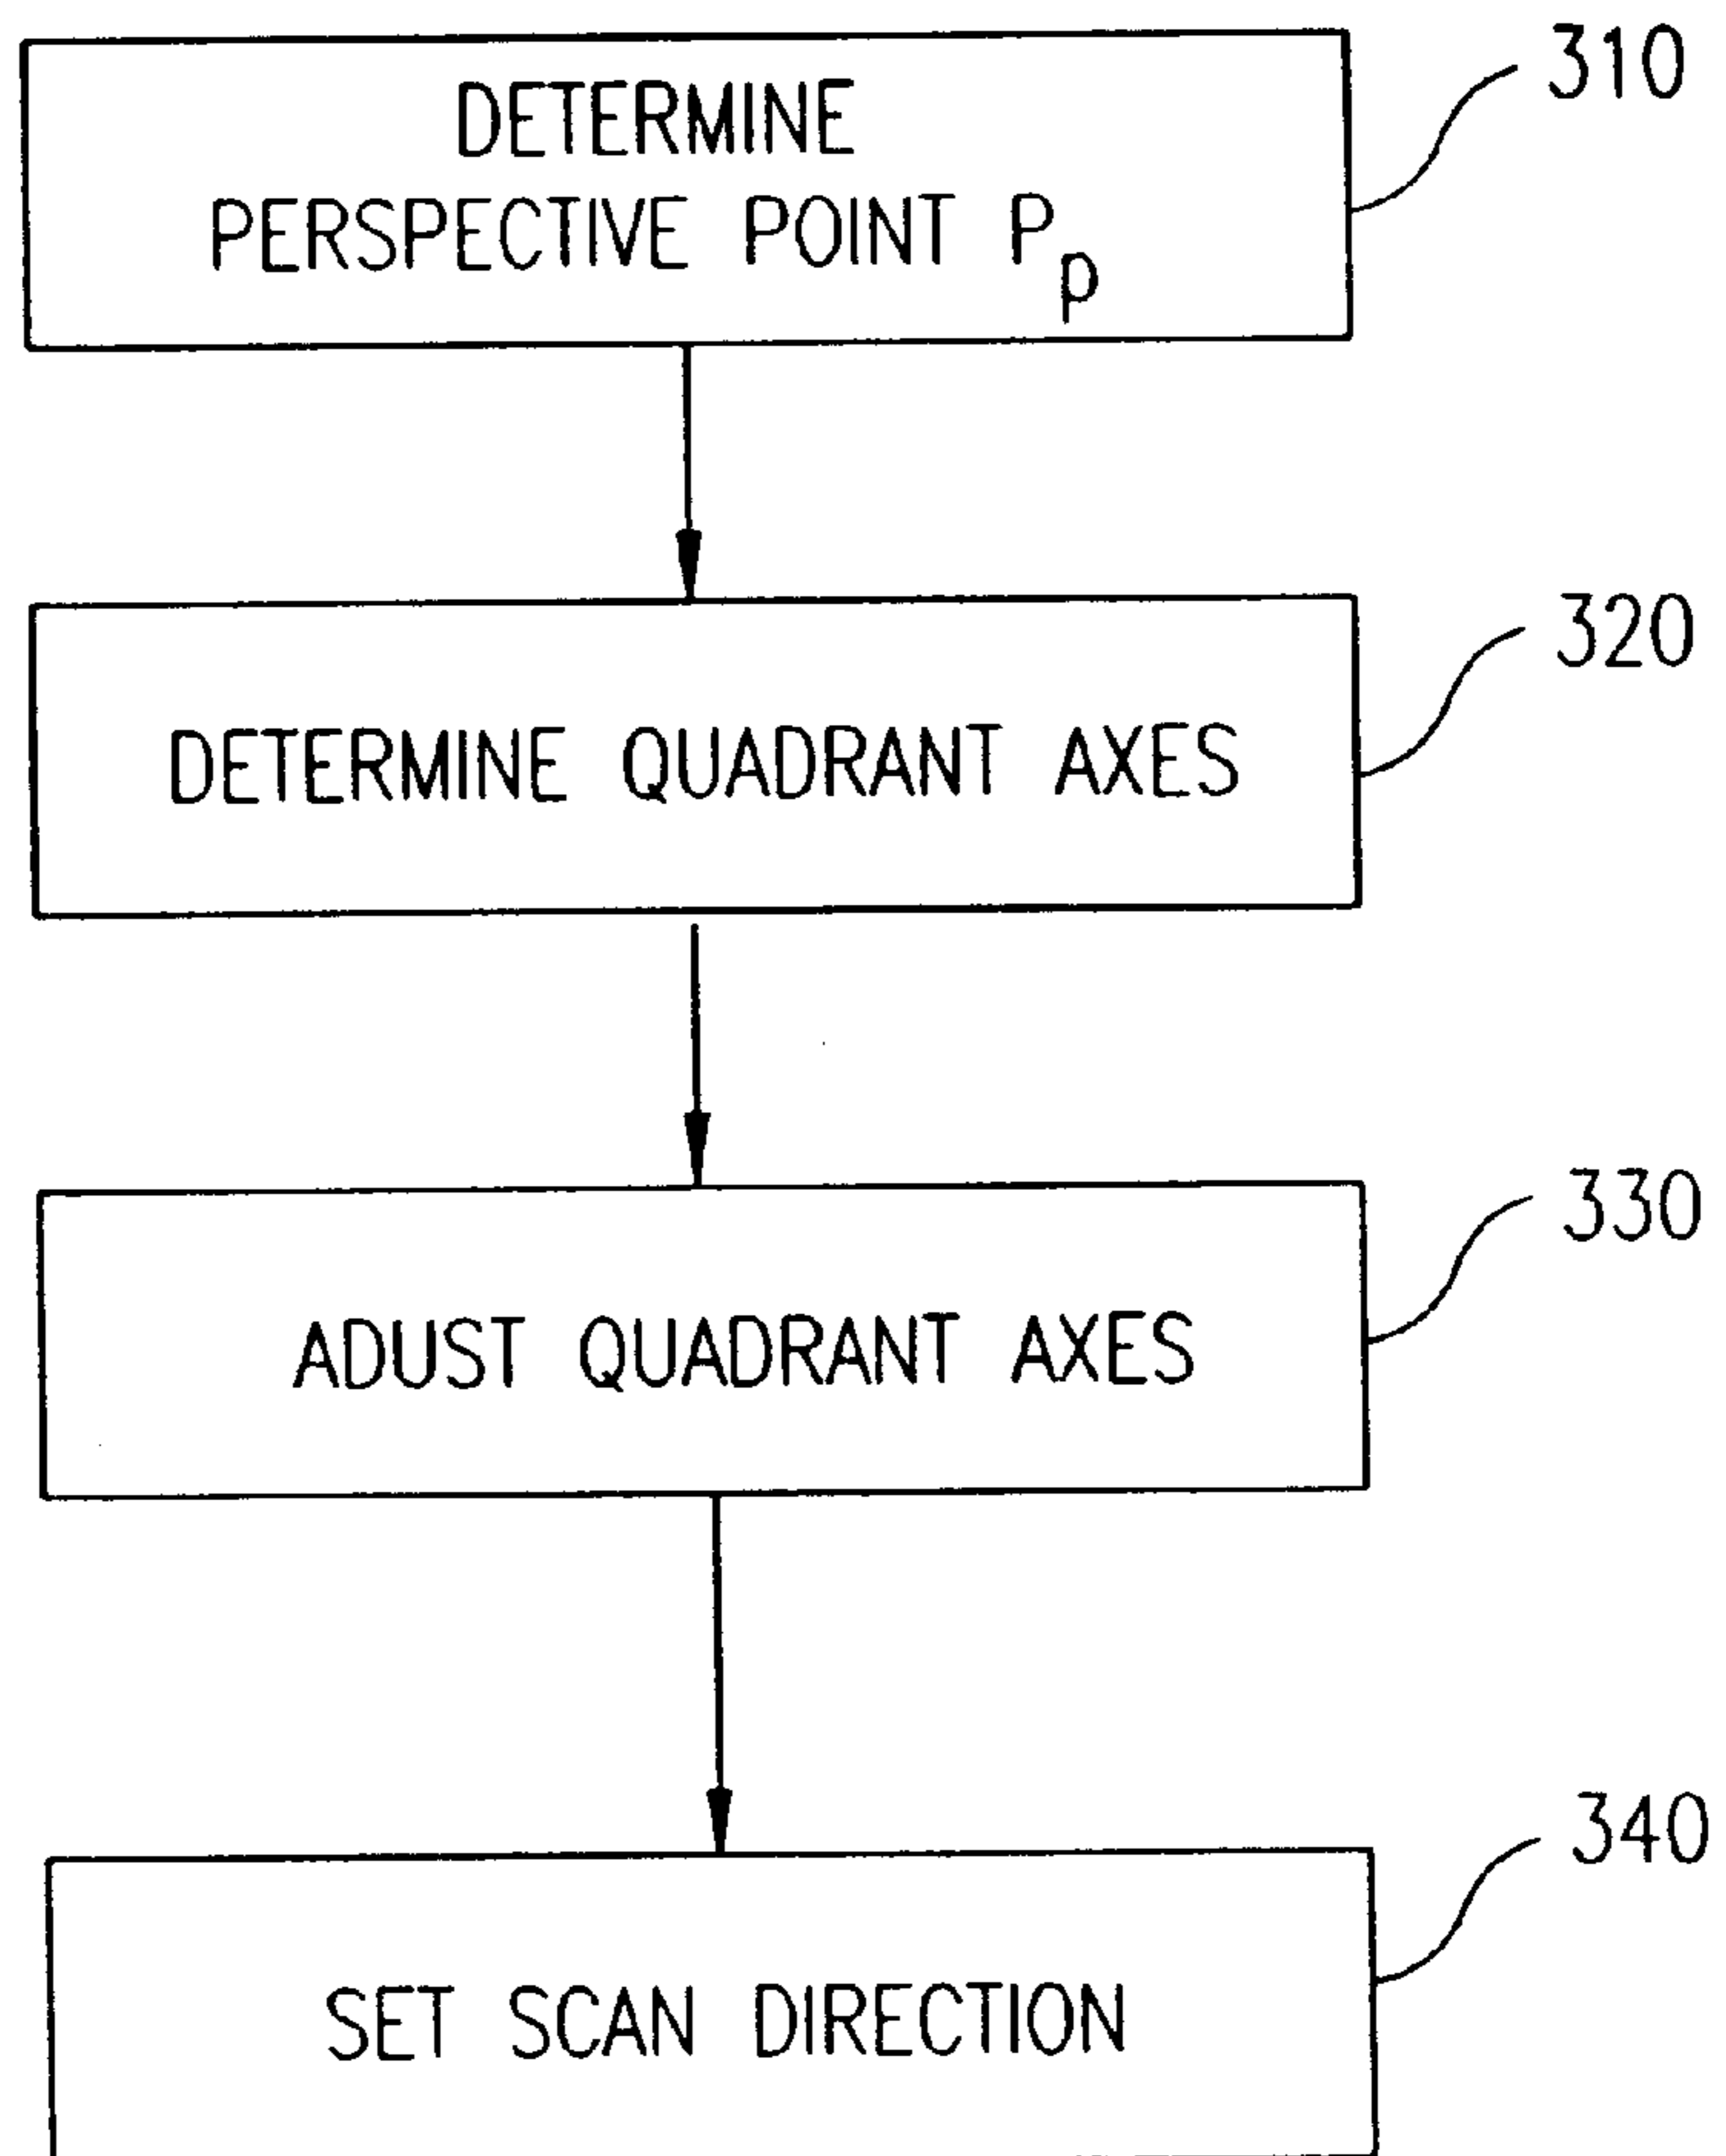 310
DETERMINE
PERSPECTIVE POINT Pp
320
DETERMINE QUADRANT AXES
330
ADUST QUADRANT AXES
340
SET SCAN DIRECTION